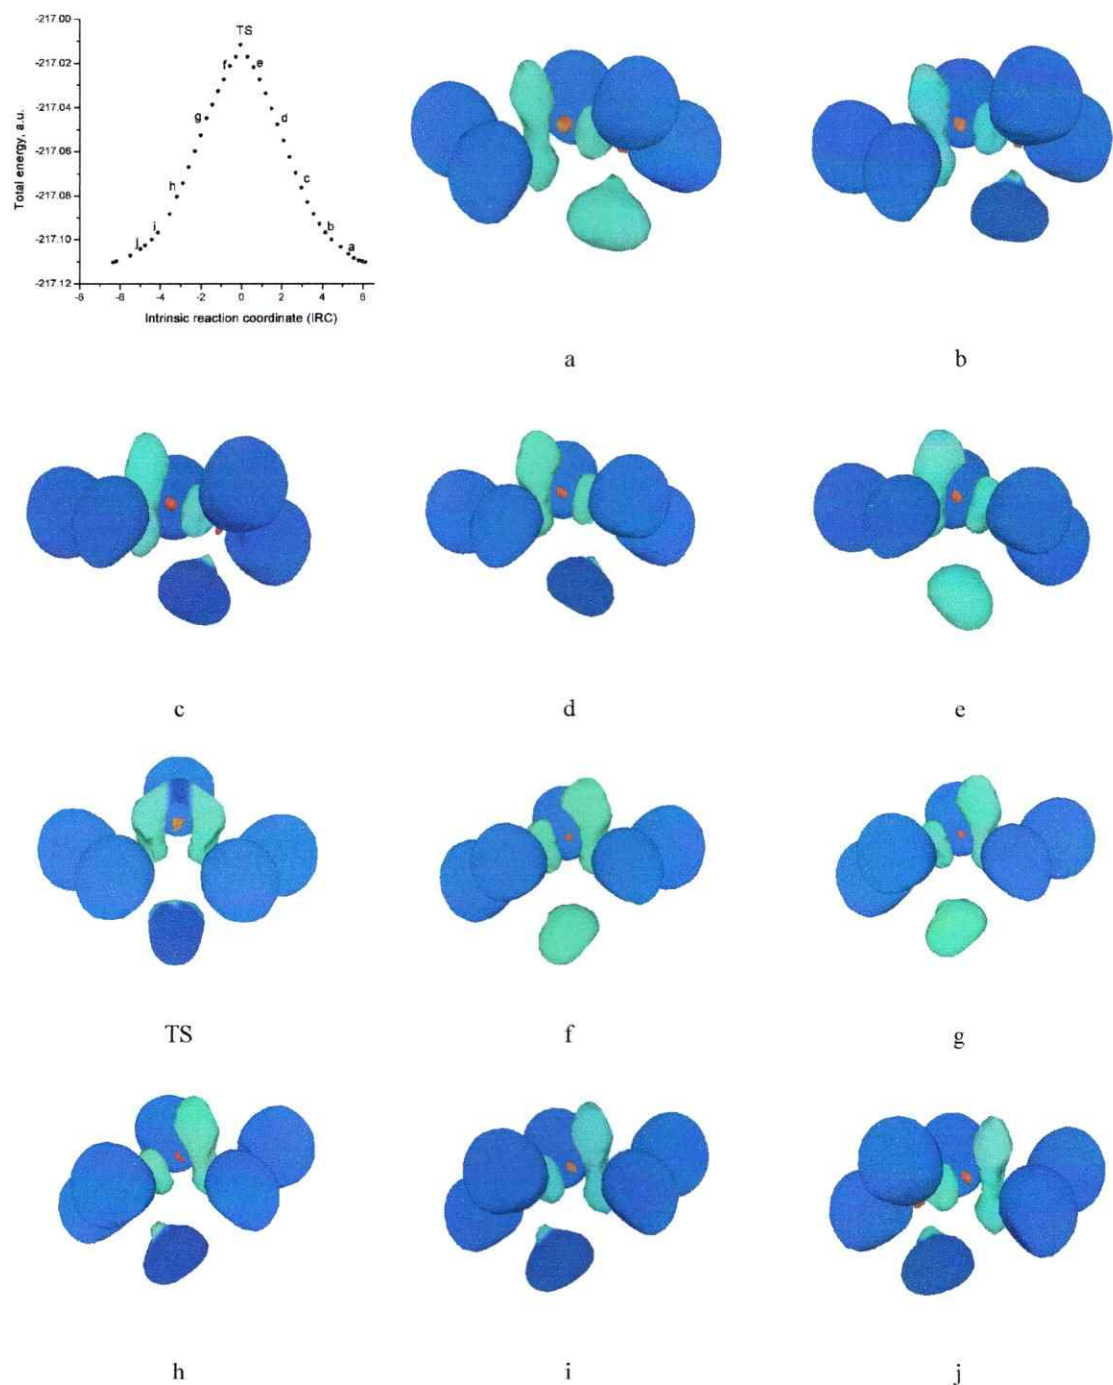 -217.00
TS
-217.02
f
e
-217.04
g
d
-217.06
c
-217.08
h
i
b
-217.10
j
a
-217.12
-8 -6 -4 -2 0 2 4 6
Total energy, a.u.
Intrinsic reaction coordinate (IRC)
a
b
c
d
e
TS
f
g
h
i
j